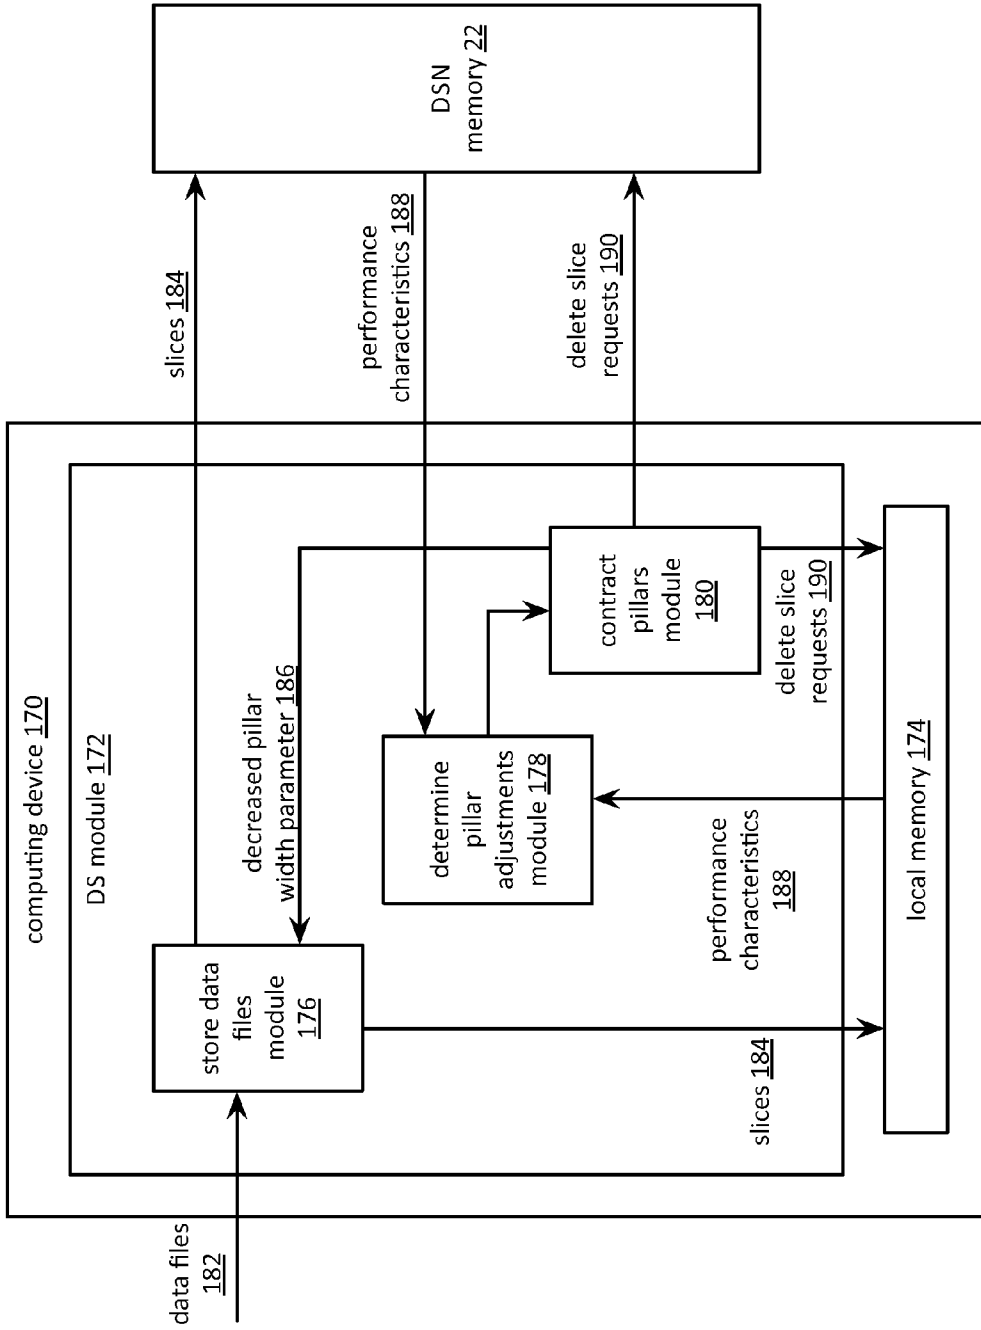 computing device 170
DS module 172
data files
182
store data
files
module
176
slices 184
decreased pillar
width parameter 186
determine
pillar
adjustments
module 178
contract
pillars
module
180
performance
characteristics 188
delete slice
requests 190
DSN
memory 22
slices 184
performance
characteristics
188
delete slice
requests 190
local memory 174